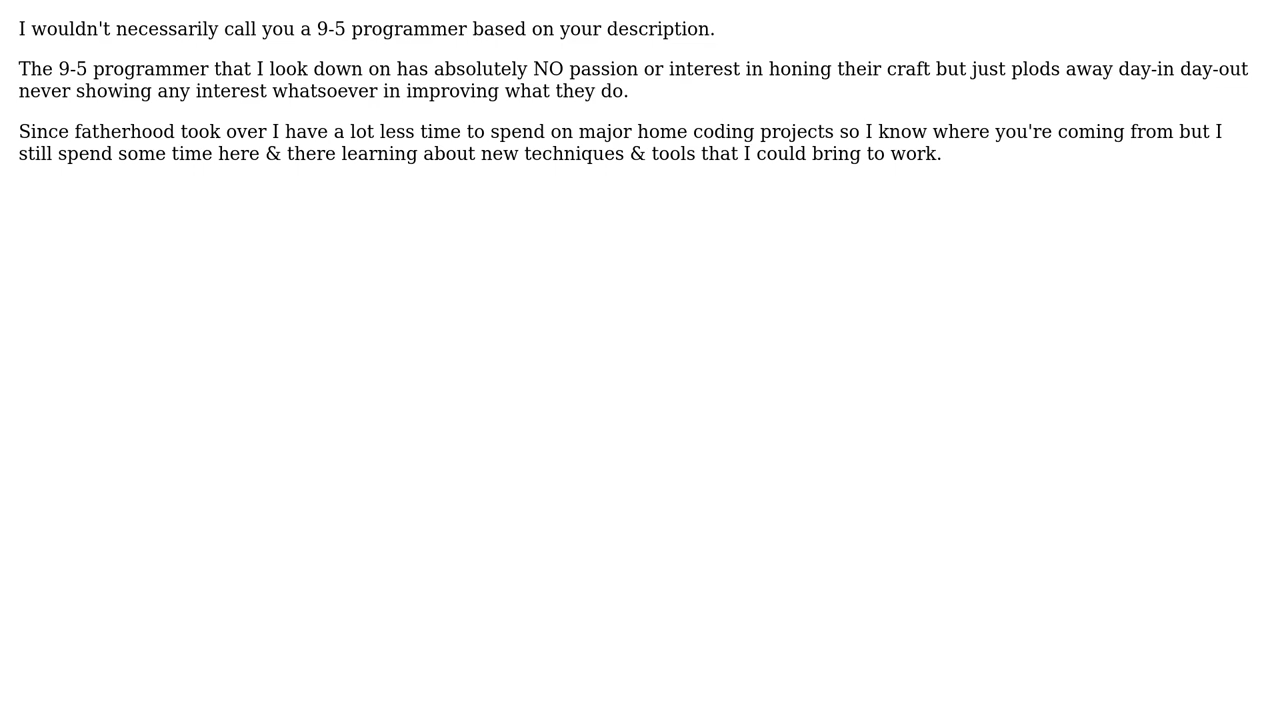 I wouldn't necessarily call you a 9-5 programmer based on your description.
The 9-5 programmer that I look down on has absolutely NO passion or interest in honing their craft but just plods away day-in day-out
never showing any interest whatsoever in improving what they do.
Since fatherhood took over I have a lot less time to spend on major home coding projects so I know where you're coming from but I
still spend some time here & there learning about new techniques & tools that I could bring to work.